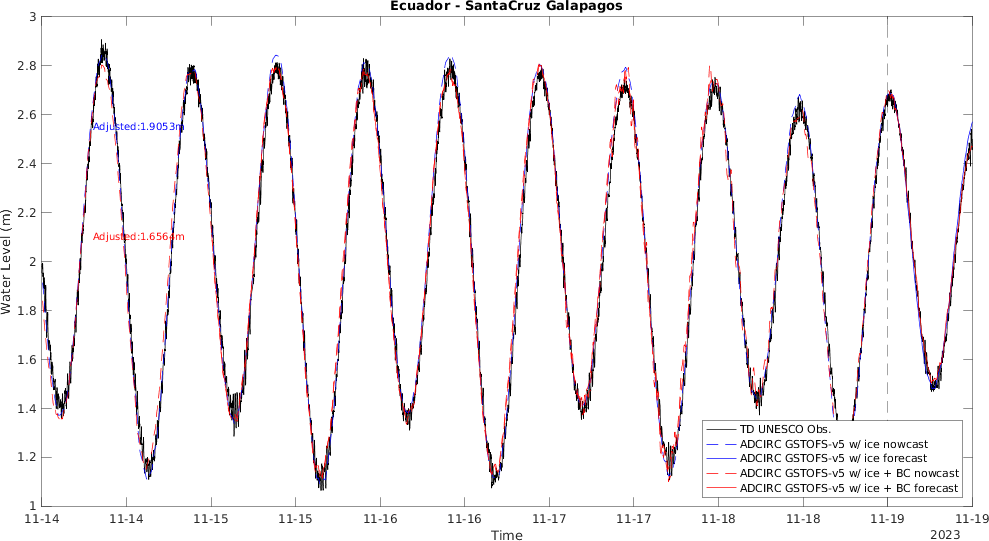 Ecuador - SantaCruz Galapagos
Water Level (m)
3
2.8
2.6
2.4
2.2
2
1.8
1.6
1.4
1.2
1
Adjusted:1.9053m
Adjusted:1.6564m
TD UNESCO Obs.
ADCIRC GSTOFS-v5 w/ ice nowcast
ADCIRC GSTOFS-v5 w/ ice forecast
ADCIRC GSTOFS-v5 w/ ice + BC nowcast
ADCIRC GSTOFS-v5 w/ ice + BC forecast
11-14 11-14 11-15 11-15 11-16 11-16 11-17 11-17 11-18 11-18 11-19 11-19
Time
2023